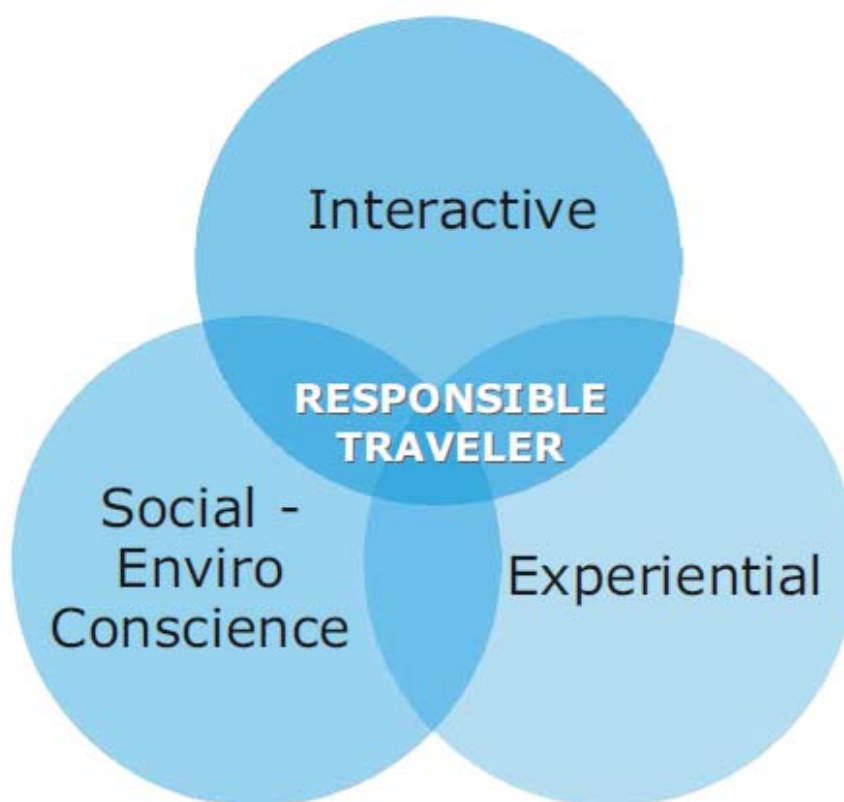 Interactive
RESPONSIBLE
TRAVELER
Social -
Enviro
Conscience
Experiential